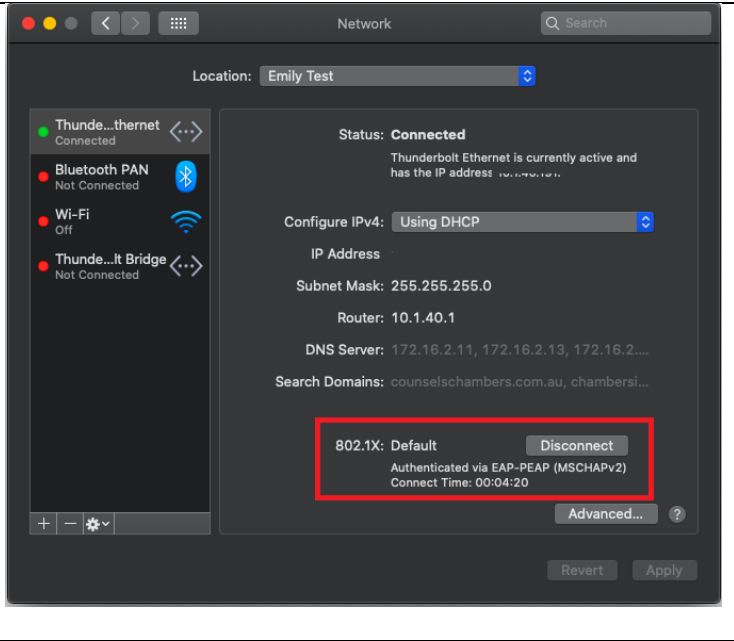 Network
Search
Location: Emily Test
Thunde...thernet
Connected
Bluetooth PAN
Not Connected
Wi-Fi
Off
Thunde...lt Bridge
Not Connected
Status: Connected
Thunderbolt Ethernet is currently active and
has the IP address
Configure IPv4: Using DHCP
IP Address
Subnet Mask: 255.255.255.0
Router: 10.1.40.1
DNS Server: 172.16.2.11, 172.16.2.13, 172.16.2....
Search Domains: counselschambers.com.au, chambersi...
802.1X: Default Disconnect
Authenticated via EAP-PEAP (MSCHAPv2)
Connect Time: 00:04:20
Advanced... ?
+ −
Revert Apply